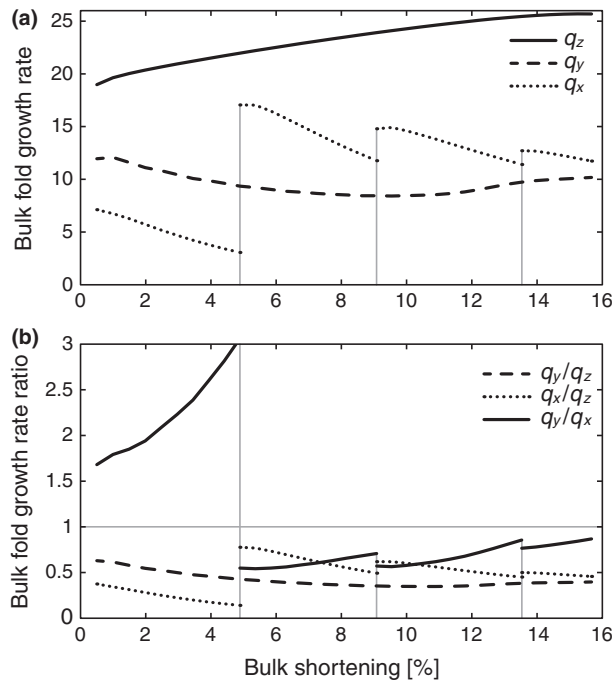 (a)
Bulk fold growth rate
25
20
15
10
5
0
qz
qy
qx
0 2 4 6 8 10 12 14 16
(b)
Bulk fold growth rate ratio
3
2.5
2
1.5
1
0.5
0
qy/qz
qx/qz
qy/qx
0 2 4 6 8 10 12 14 16
Bulk shortening [%]